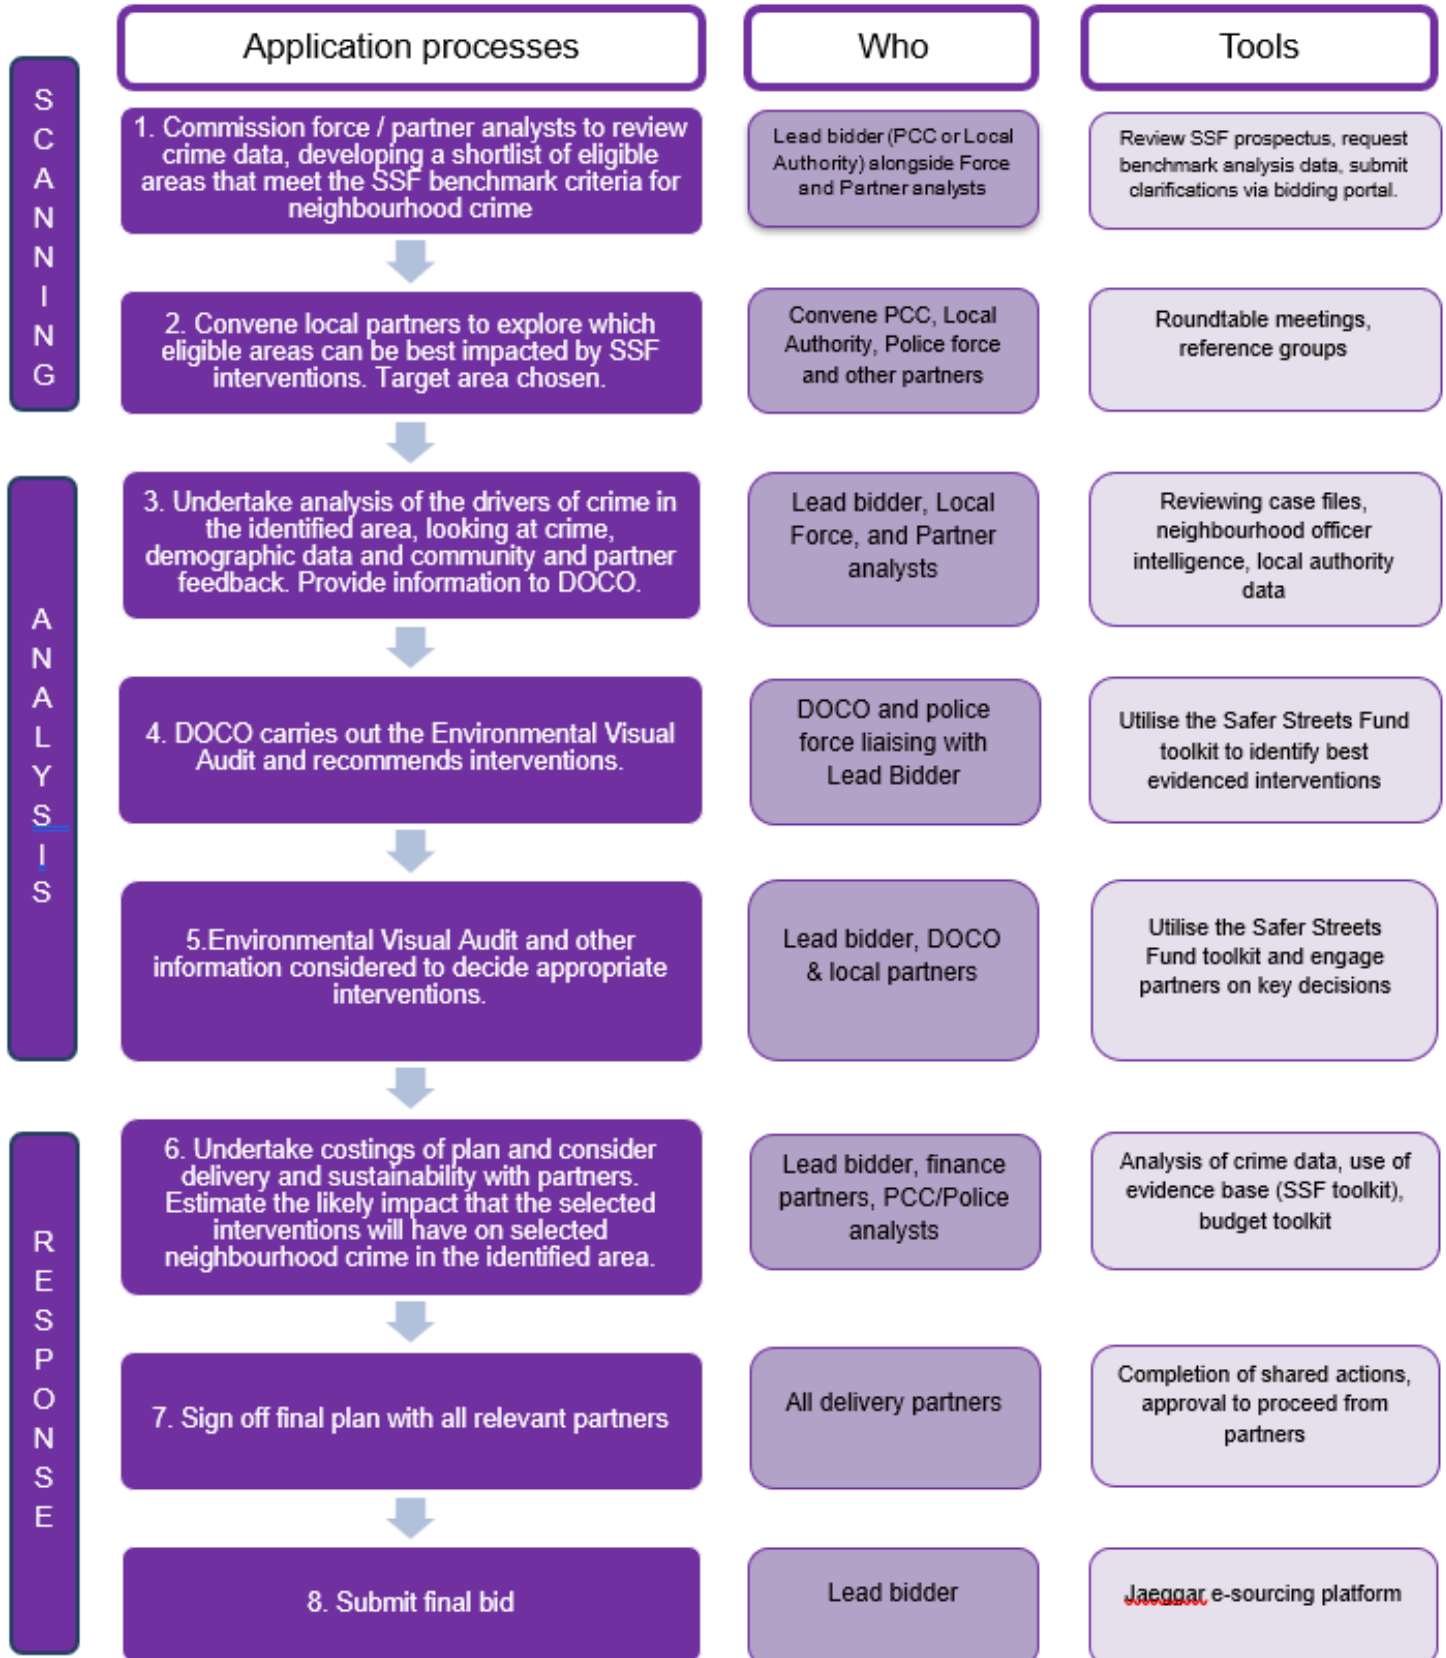 Application processes
Who
Tools
SCANNING
1. Commission force / partner analysts to review
crime data, developing a shortlist of eligible
areas that meet the SSF benchmark criteria for
neighbourhood crime
Lead bidder (PCC or Local
Authority) alongside Force
and Partner analysts
Review SSF prospectus, request
benchmark analysis data, submit
clarifications via bidding portal.
2. Convene local partners to explore which
eligible areas can be best impacted by SSF
interventions. Target area chosen.
Convene PCC, Local
Authority, Police force
and other partners
Roundtable meetings,
reference groups
ANALYSIS
3. Undertake analysis of the drivers of crime in
the identified area, looking at crime,
demographic data and community and partner
feedback. Provide information to DOCO.
Lead bidder, Local
Force, and Partner
analysts
Reviewing case files,
neighbourhood officer
intelligence, local authority
data
4. DOCO carries out the Environmental Visual
Audit and recommends interventions.
DOCO and police
force liaising with
Lead Bidder
Utilise the Safer Streets Fund
toolkit to identify best
evidenced interventions
5.Environmental Visual Audit and other
information considered to decide appropriate
interventions.
Lead bidder, DOCO
& local partners
Utilise the Safer Streets
Fund toolkit and engage
partners on key decisions
RESPONSE
6. Undertake costings of plan and consider
delivery and sustainability with partners.
Estimate the likely impact that the selected
interventions will have on selected
neighbourhood crime in the identified area.
Lead bidder, finance
partners, PCC/Police
analysts
Analysis of crime data, use of
evidence base (SSF toolkit),
budget toolkit
7. Sign off final plan with all relevant partners
All delivery partners
Completion of shared actions,
approval to proceed from
partners
8. Submit final bid
Lead bidder
Jaeggar e-sourcing platform